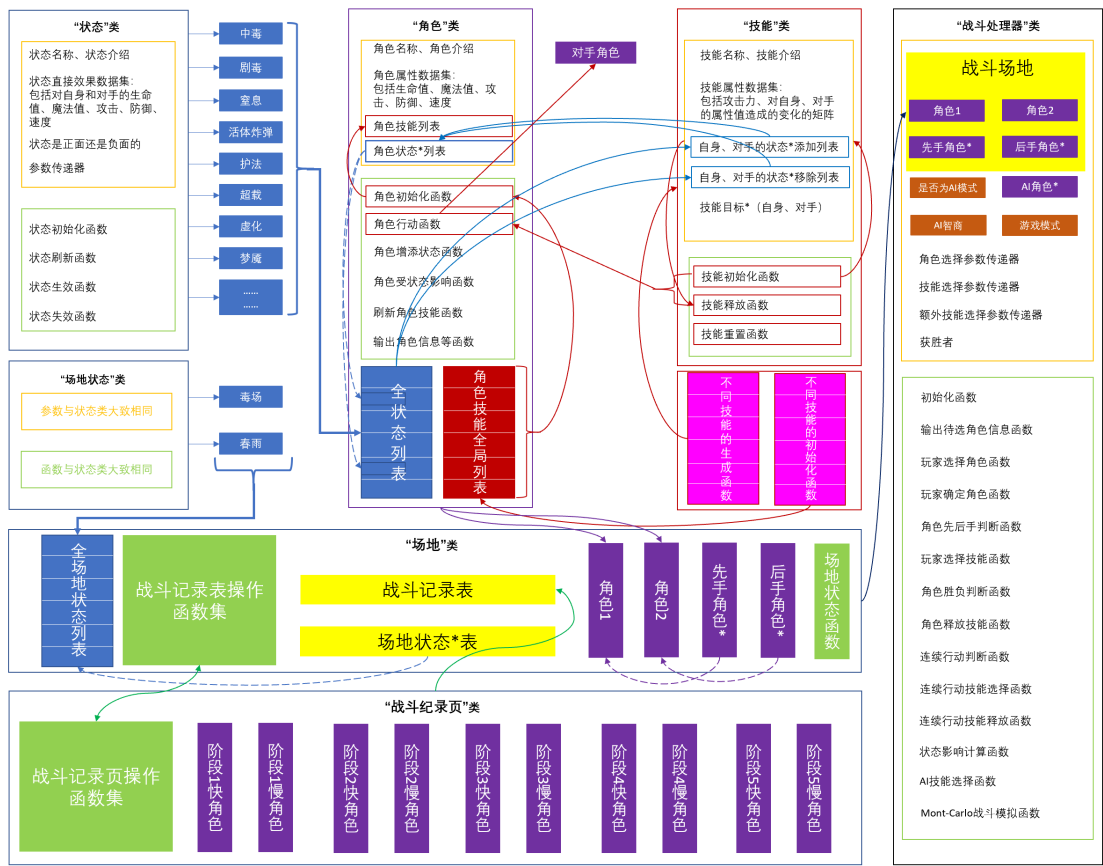 “状态”类
状态名称、状态介绍
状态直接效果数据集:
包括对自身和对手的生命
值、魔法值、攻击、防御、
速度
状态是正面还是负面的
参数传递器
状态初始化函数
状态刷新函数
状态生效函数
状态失效函数
中毒
剧毒
窒息
活体炸弹
护法
超载
虚化
梦魇
......
......
“场地状态”类
参数与状态类大致相同
函数与状态类大致相同
毒场
春雨
“角色”类
角色名称、角色介绍
角色属性数据集:
包括生命值、魔法值、攻
击、防御、速度
角色技能列表
角色状态*列表
角色初始化函数
角色行动函数
角色增添状态函数
角色受状态影响函数
刷新角色技能函数
输出角色信息等函数
全状态列表
角色技能全局列表
对手角色
“技能”类
技能名称、技能介绍
技能属性数据集:
包括攻击力、对自身、对手
的属性值造成的变化的矩阵
自身、对手的状态*添加列表
自身、对手的状态*移除列表
技能目标*（自身、对手）
技能初始化函数
技能释放函数
技能重置函数
不同技能的生成函数
不同技能的初始化函数
“战斗处理器”类
战斗场地
角色1
角色2
先手角色*
后手角色*
是否为AI模式
AI角色*
AI智商
游戏模式
角色选择参数传递器
技能选择参数传递器
额外技能选择参数传递器
获胜者
初始化函数
输出待选角色信息函数
玩家选择角色函数
玩家确定角色函数
角色先后手判断函数
玩家选择技能函数
角色胜负判断函数
角色释放技能函数
连续行动判断函数
连续行动技能选择函数
连续行动技能释放函数
状态影响计算函数
AI技能选择函数
Mont-Carlo战斗模拟函数
“场地”类
全场地状态列表
战斗记录表操作
函数集
战斗记录表
场地状态*表
角色1
角色2
先手角色*
后手角色*
场地状态函数
“战斗纪录页”类
战斗记录页操作
函数集
阶段1快角色
阶段1慢角色
阶段2快角色
阶段2慢角色
阶段3快角色
阶段3慢角色
阶段4快角色
阶段4慢角色
阶段5快角色
阶段5慢角色